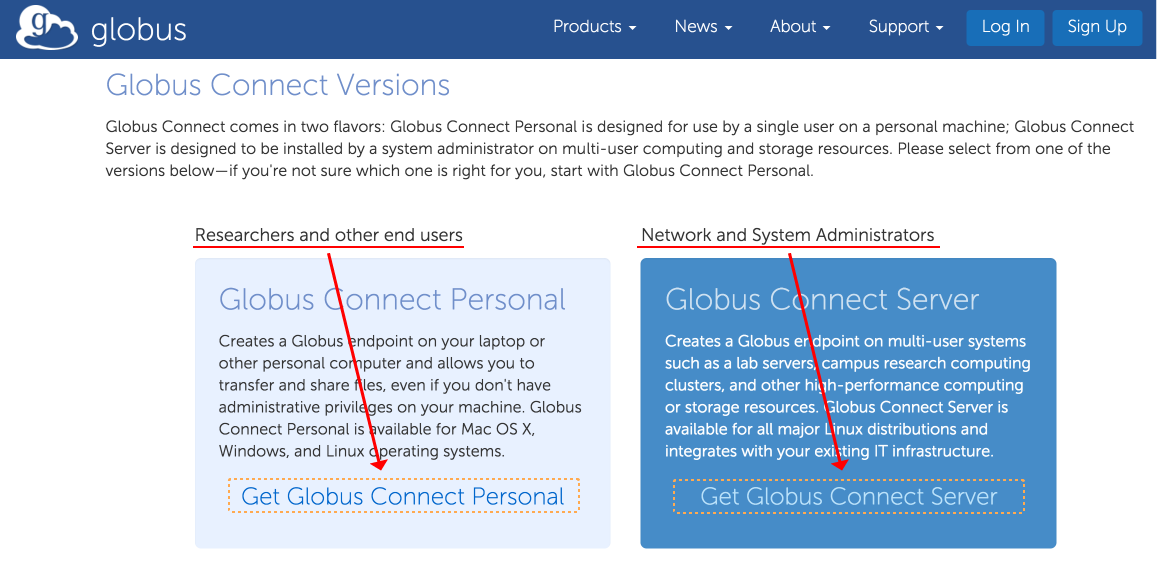 g globus Products News About Support Log In Sign Up
Globus Connect Versions
Globus Connect comes in two flavors: Globus Connect Personal is designed for use by a single user on a personal machine; Globus Connect
Server is designed to be installed by a system administrator on multi-user computing and storage resources. Please select from one of the
versions below—if you're not sure which one is right for you, start with Globus Connect Personal.
Researchers and other end users
Globus Connect Personal
Creates a Globus endpoint on your laptop or
other personal computer and allows you to
transfer and share files, even if you don't have
administrative privileges on your machine. Globus
Connect Personal is available for Mac OS X,
Windows, and Linux operating systems.
Get Globus Connect Personal
Network and System Administrators
Globus Connect Server
Creates a Globus endpoint on multi-user systems
such as a lab servers, campus research computing
clusters, and other high-performance computing
or storage resources. Globus Connect Server is
available for all major Linux distributions and
integrates with your existing IT infrastructure.
Get Globus Connect Server